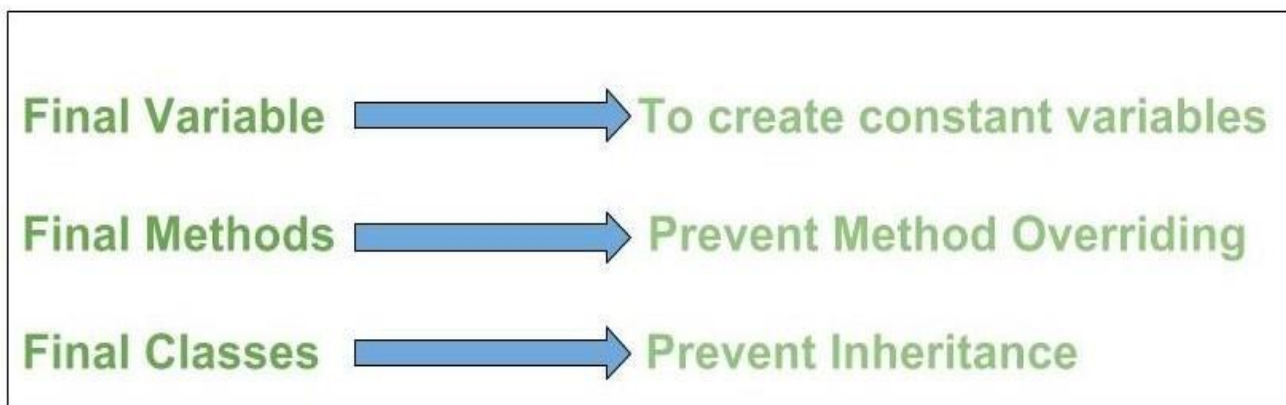 Final Variable To create constant variables
Final Methods Prevent Method Overriding
Final Classes Prevent Inheritance